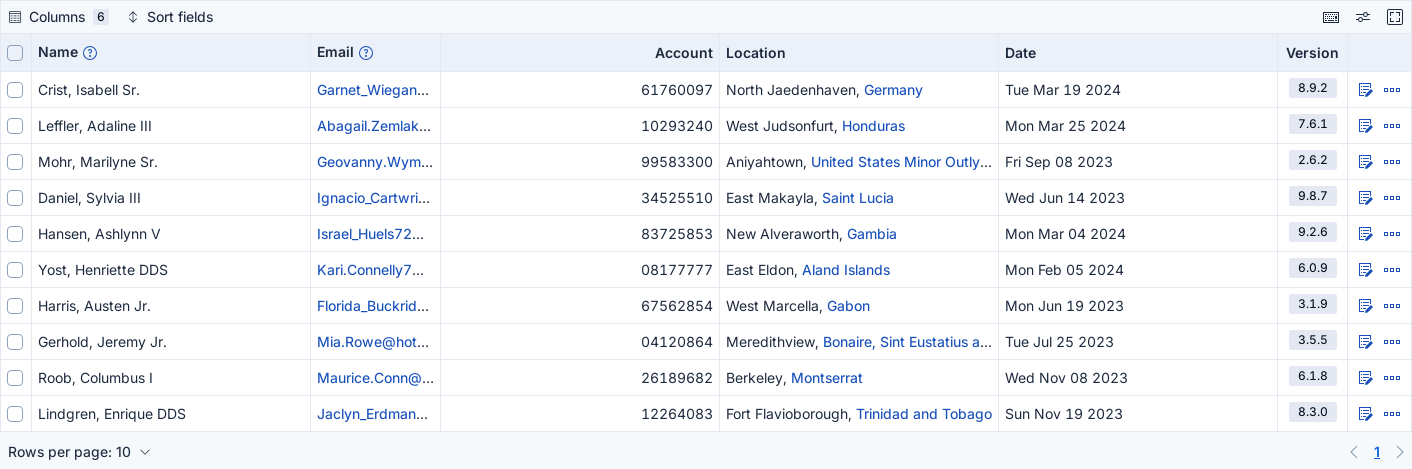 Columns 6 Sort fields
Name Email Account Location Date Version
Crist, Isabell Sr. Garnet_Wiegan... 61760097 North Jaedenhaven, Germany Tue Mar 19 2024 8.9.2
Leffler, Adaline III Abagail.Zemlak... 10293240 West Judsonfurt, Honduras Mon Mar 25 2024 7.6.1
Mohr, Marilyne Sr. Geovanny.Wym... 99583300 Aniyahtown, United States Minor Outly... Fri Sep 08 2023 2.6.2
Daniel, Sylvia III Ignacio_Cartwri... 34525510 East Makayla, Saint Lucia Wed Jun 14 2023 9.8.7
Hansen, Ashlynn V Israel_Huels72... 83725853 New Alveraworth, Gambia Mon Mar 04 2024 9.2.6
Yost, Henriette DDS Kari.Connelly7... 08177777 East Eldon, Aland Islands Mon Feb 05 2024 6.0.9
Harris, Austen Jr. Florida_Buckrid... 67562854 West Marcella, Gabon Mon Jun 19 2023 3.1.9
Gerhold, Jeremy Jr. Mia.Rowe@hot... 04120864 Meredithview, Bonaire, Sint Eustatius a... Tue Jul 25 2023 3.5.5
Roob, Columbus I Maurice.Conn@... 26189682 Berkeley, Montserrat Wed Nov 08 2023 6.1.8
Lindgren, Enrique DDS Jaclyn_Erdman... 12264083 Fort Flavioborough, Trinidad and Tobago Sun Nov 19 2023 8.3.0
Rows per page: 10 1